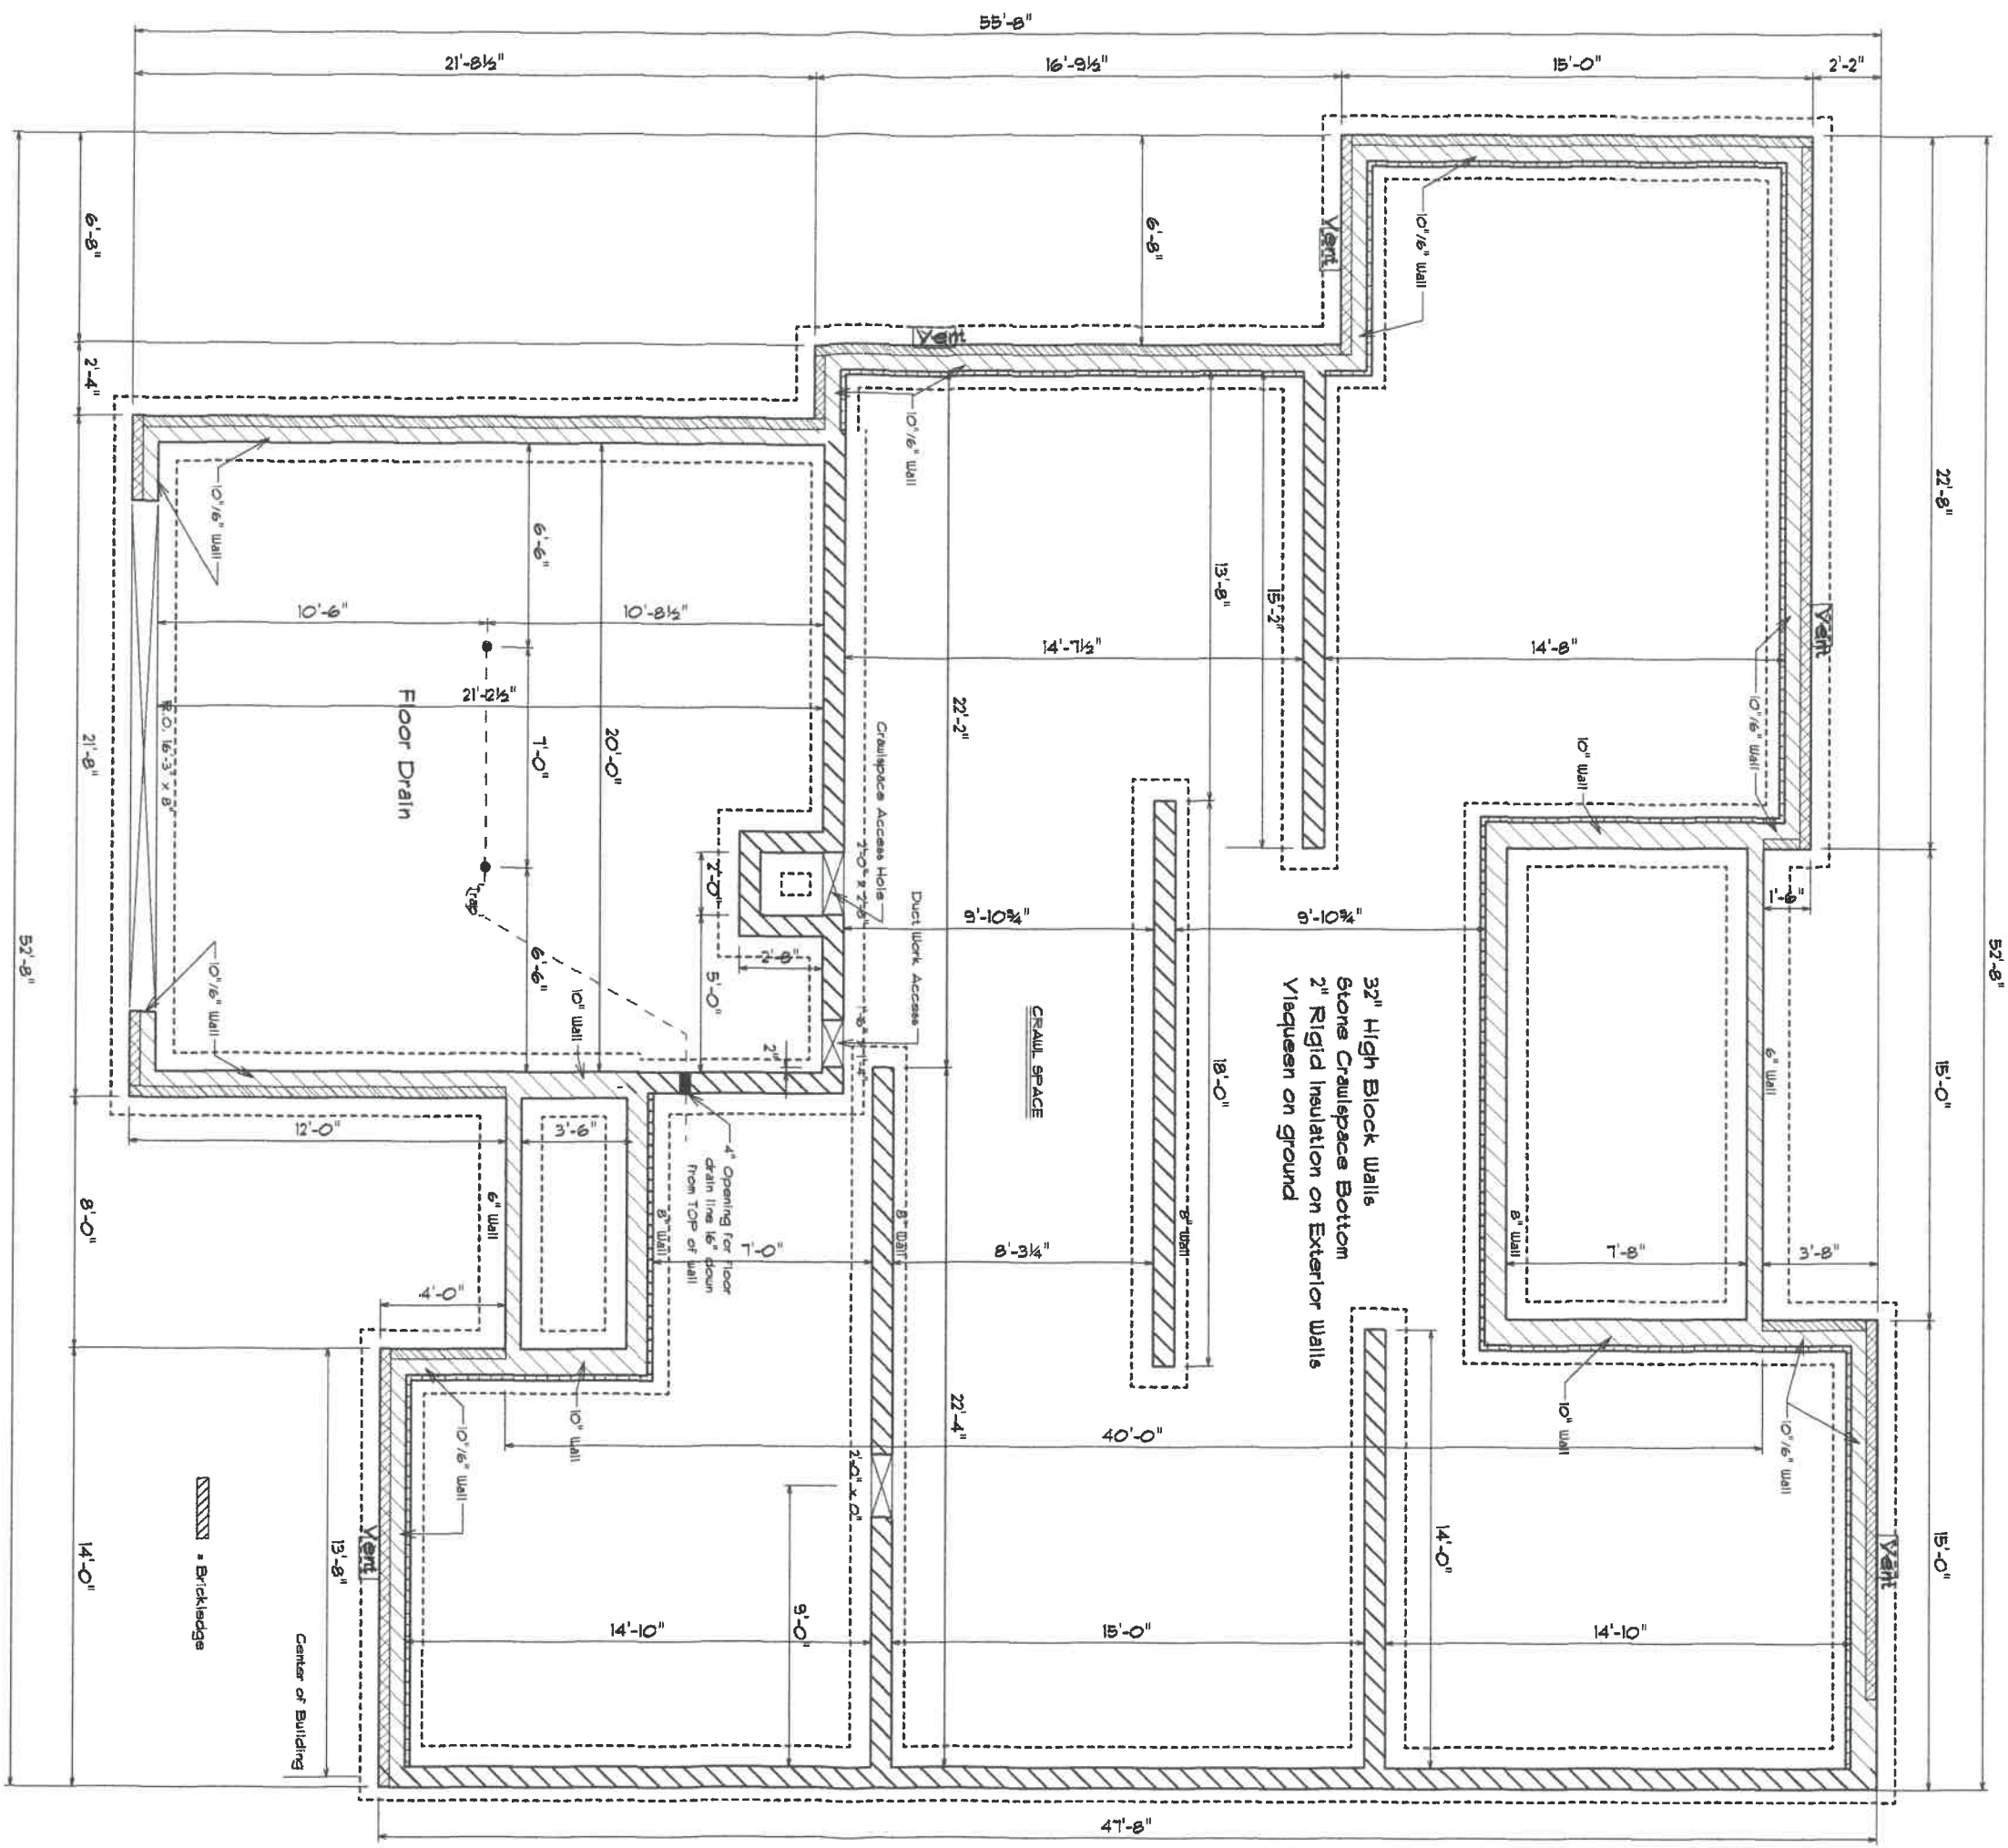 55'-8"
21'-8½"
16'-9½"
15'-0"
2'-2"
6'-8"
2'-4"
21'-8"
8'-0"
14'-0"
52'-8"
6'-8"
22'-8"
15'-0"
15'-0"
52'-8"
Vent
Vent
Vent
Vent
Vent
10"/6" Wall
10"/6" Wall
10"/6" Wall
10"/6" Wall
10"/6" Wall
10"/6" Wall
10"/6" Wall
10" Wall
10" Wall
10" Wall
10" Wall
6" Wall
6" Wall
8" Wall
8" Wall
8" Wall
8" Wall
6'-6"
10'-6"
10'-8½"
7'-0"
20'-0"
6'-6"
Floor Drain
Trap
R.O. 16'-3" x 8"
Crawlspace Access Hole
2'-0" x 2'-8"
Duct Work Access
2'-0"
2'-8"
5'-0"
2"
22'-2"
13'-8"
15'-2"
14'-7½"
14'-8"
9'-10¾"
9'-10¾"
18'-0"
1'-6"
CRAWL SPACE
32" High Block Walls
Stone Crawlspace Bottom
2" Rigid Insulation on Exterior Walls
Visqueen on ground
12'-0"
3'-6"
4'-0"
4" Opening for floor
drain line 16" down
from TOP of wall
7'-0"
8'-3¼"
7'-8"
3'-8"
22'-4"
40'-0"
2'-0" x 0"
9'-0"
14'-0"
13'-8"
14'-10"
15'-0"
14'-10"
= Brickledge
Center of Building
47'-8"